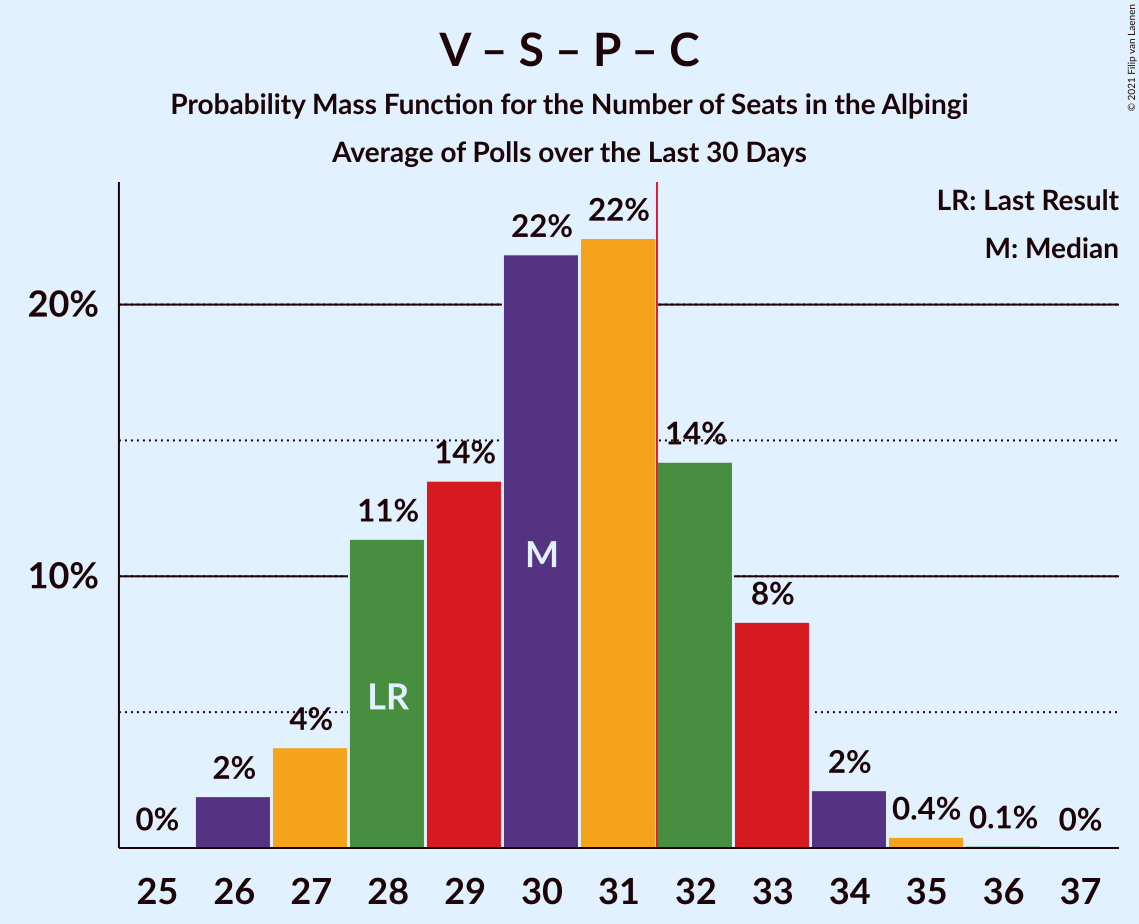 V – S – P – C
Probability Mass Function for the Number of Seats in the Alþingi
Average of Polls over the Last 30 Days
© 2021 Filip van Laenen
LR: Last Result
M: Median
20%
10%
0%
2%
4%
11%
14%
22%
22%
14%
8%
2%
0.4%
0.1%
0%
LR
M
25 26 27 28 29 30 31 32 33 34 35 36 37